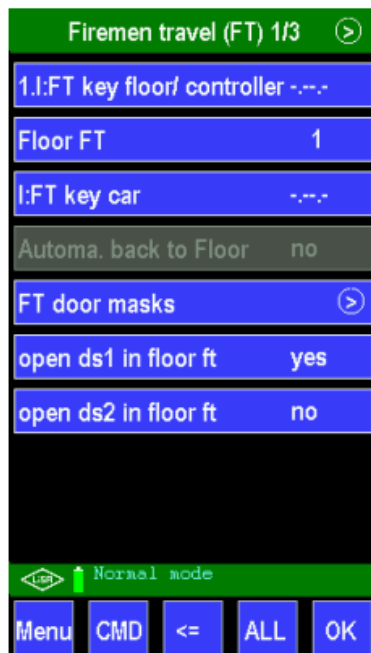 Firemen travel (FT) 1/3 >
1.I:FT key floor/ controller -.--.-
Floor FT 1
I:FT key car -.--.-
Automa. back to Floor no
FT door masks >
open ds1 in floor ft yes
open ds2 in floor ft no
LiSA Normal mode
Menu CMD <= ALL OK